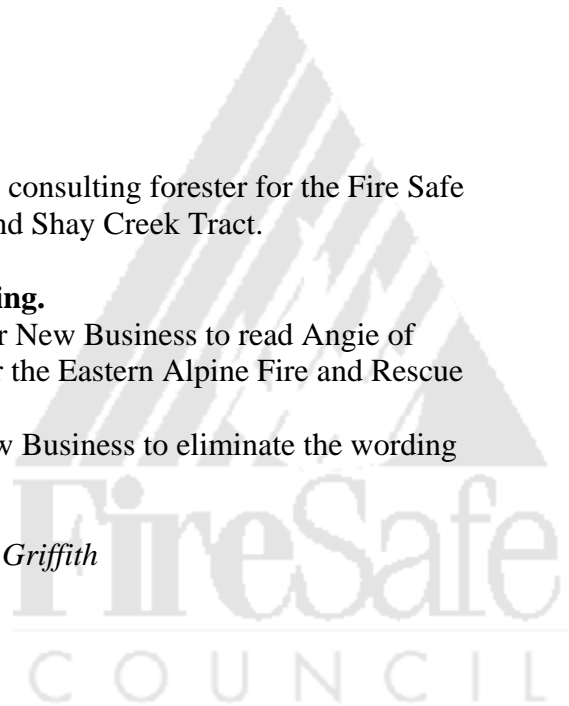 consulting forester for the Fire Safe
nd Shay Creek Tract.
ing.
r New Business to read Angie of
r the Eastern Alpine Fire and Rescue
w Business to eliminate the wording
Griffith
FireSafe
COUNCIL